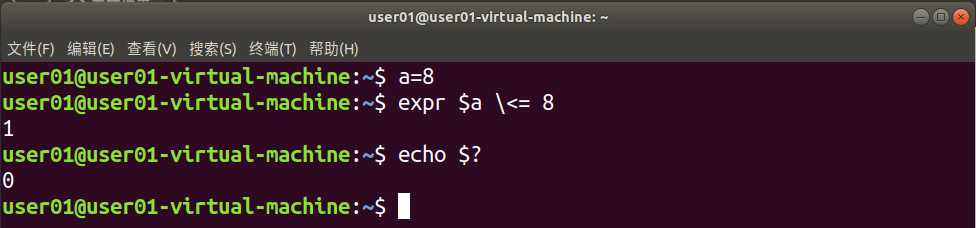 user01@user01-virtual-machine: ~
文件(F) 编辑(E) 查看(V) 搜索(S) 终端(T) 帮助(H)
user01@user01-virtual-machine:~$ a=8
user01@user01-virtual-machine:~$ expr $a \<= 8
1
user01@user01-virtual-machine:~$ echo $?
0
user01@user01-virtual-machine:~$